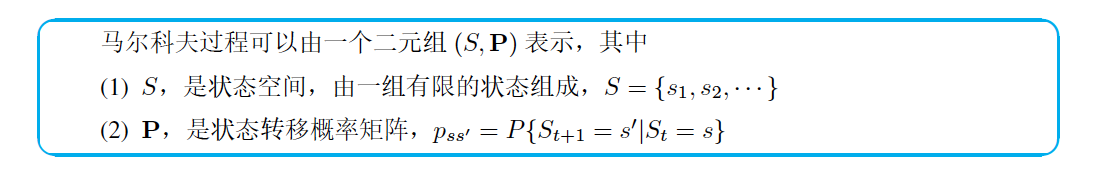 马尔科夫过程可以由一个二元组 (S, P) 表示，其中
(1) S，是状态空间，由一组有限的状态组成，S = {s₁, s₂, ⋯}
(2) P，是状态转移概率矩阵，pₛₛ′ = P{Sₜ₊₁ = s′|Sₜ = s}